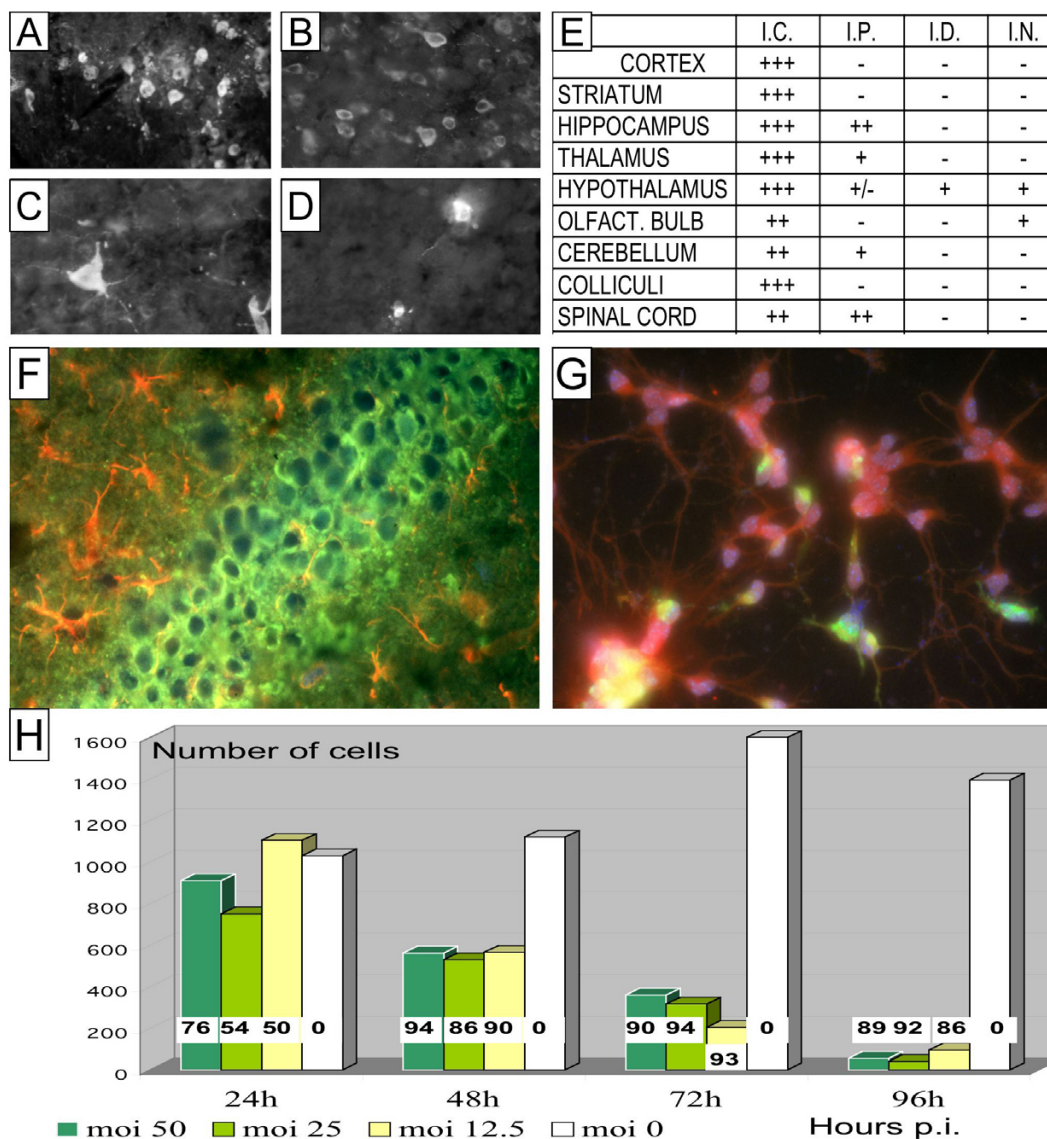 A
B
C
D
E
I.C. I.P. I.D. I.N.
CORTEX +++ - - -
STRIATUM +++ - - -
HIPPOCAMPUS +++ ++ - -
THALAMUS +++ + - -
HYPOTHALAMUS +++ +/- + +
OLFACT. BULB ++ - - +
CEREBELLUM ++ + - -
COLLICULI +++ - - -
SPINAL CORD ++ ++ - -
F
G
H
Number of cells
1600
1400
1200
1000
800
600
400
200
0
76 54 50 0
94 86 90 0
90 94 93 0
89 92 86 0
24h 48h 72h 96h
Hours p.i.
moi 50 moi 25 moi 12.5 moi 0